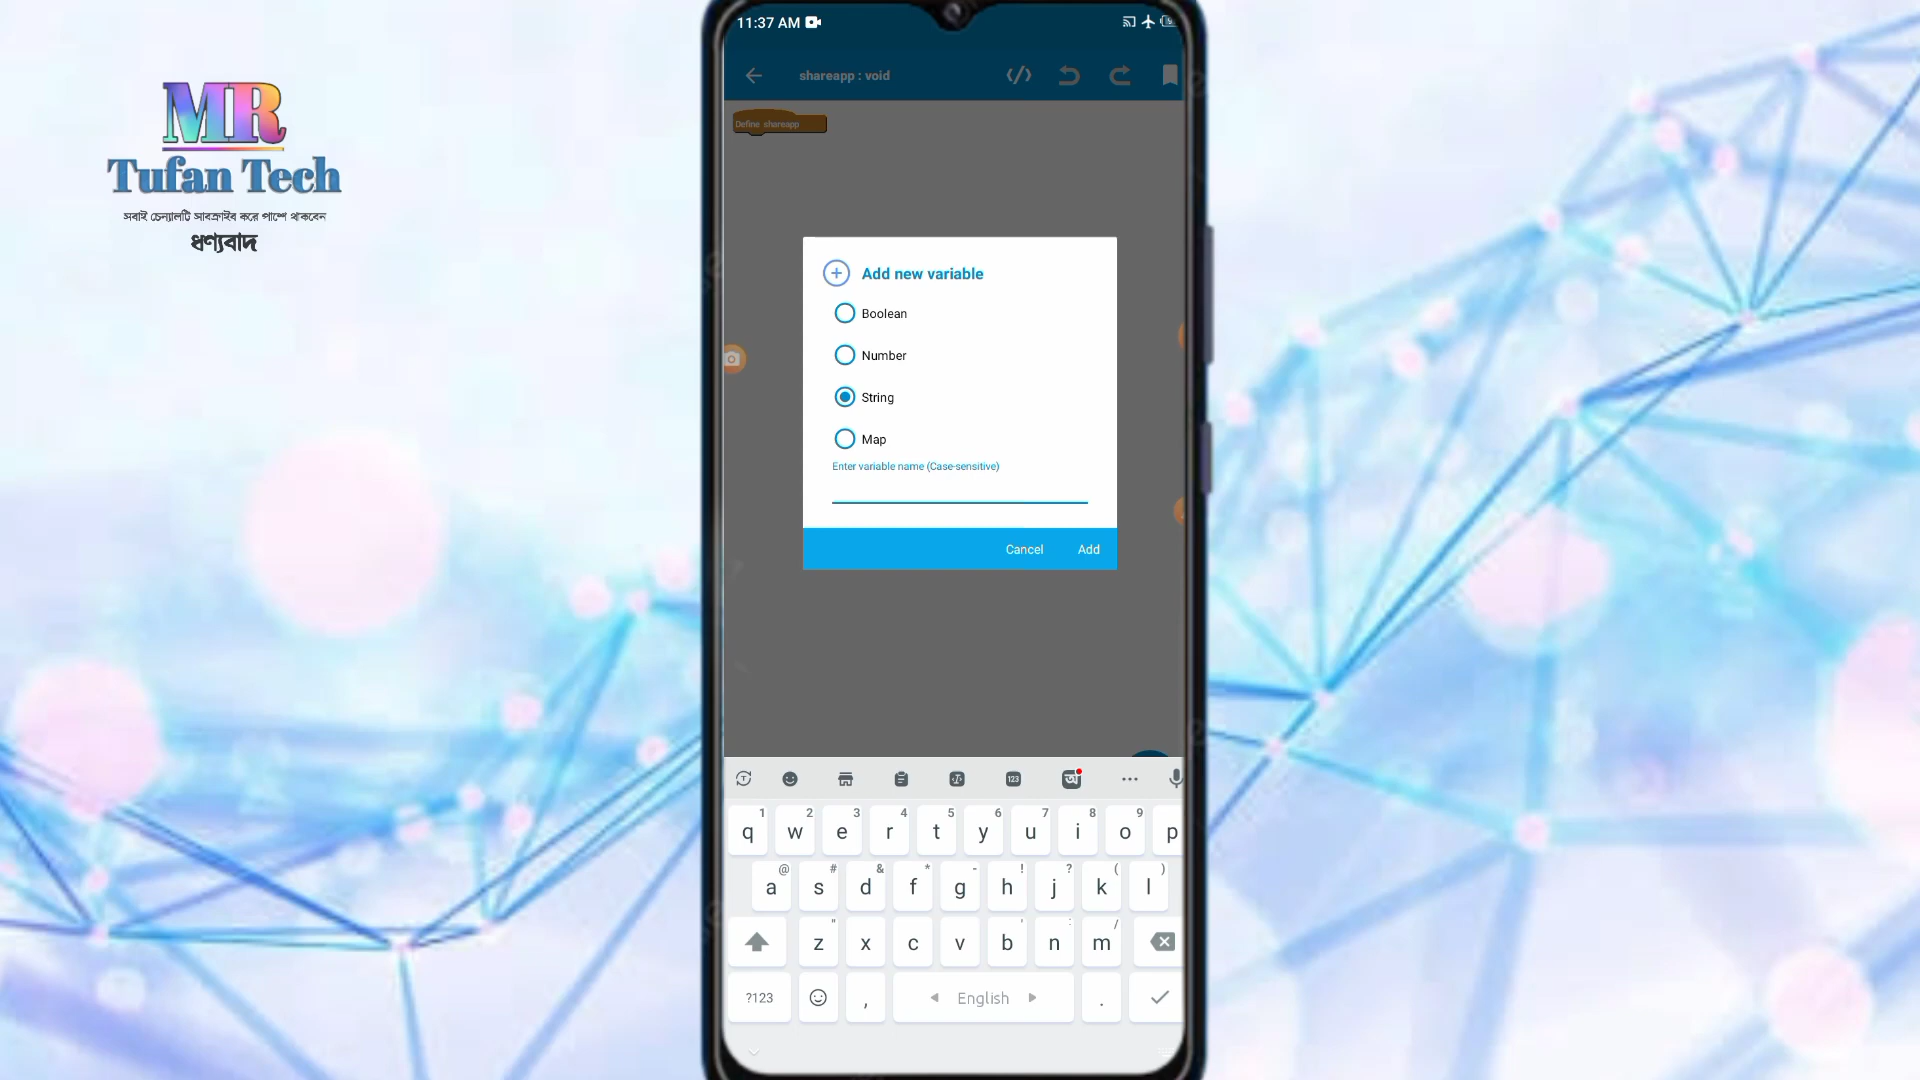 MR
Tufan Tech
সবাই চেন্যালটি সাবস্ক্রাইব করে পাশে থাকবেন
ধণ্যবাদ
11:37 AM
shareapp : void
Define shareapp
Add new variable
Boolean
Number
String
Map
Enter variable name (Case-sensitive)
Cancel Add
1 2 3 4 5 6 7 8 9
q w e r t y u i o p
@ # & * - ! ? ( )
a s d f g h j k l
" ' : /
z x c v b n m
?123 , English .